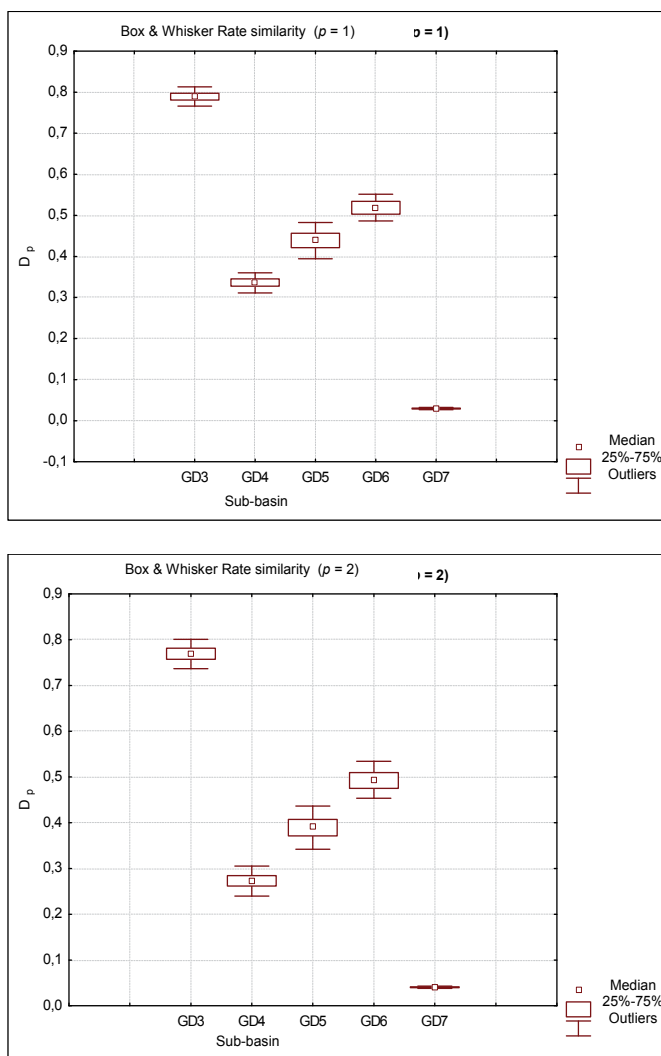 Box & Whisker Rate similarity (p = 1) p = 1)
0,9
0,8
0,7
0,6
0,5
0,4
0,3
0,2
0,1
0,0
-0,1
D p
GD3 GD4 GD5 GD6 GD7
Sub-basin
Median
25%-75%
Outliers
Box & Whisker Rate similarity (p = 2) = 2)
0,9
0,8
0,7
0,6
0,5
0,4
0,3
0,2
0,1
0,0
D p
GD3 GD4 GD5 GD6 GD7
Sub-basin
Median
25%-75%
Outliers